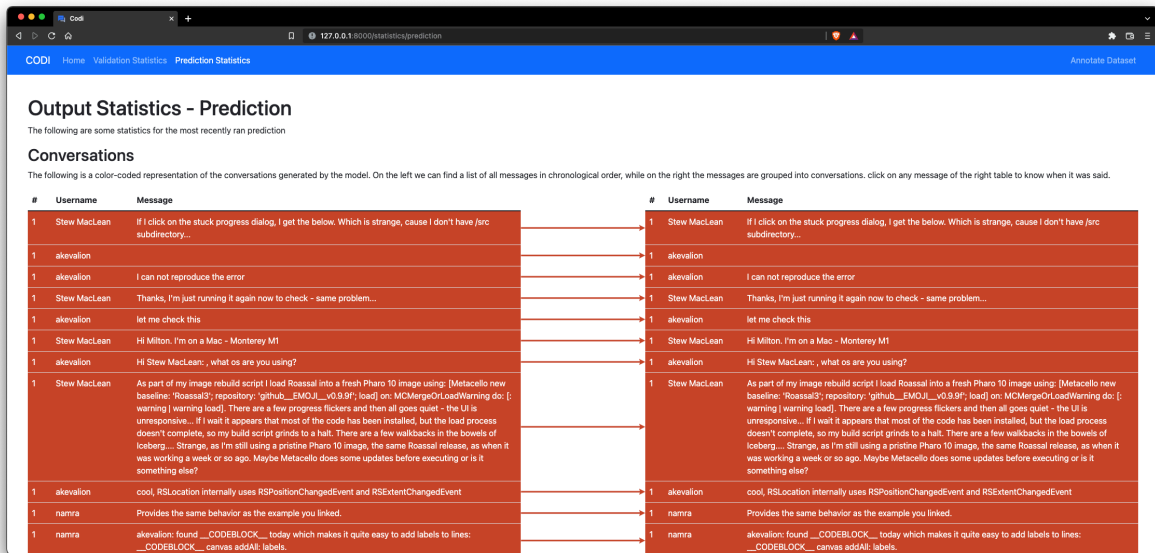 Codi
127.0.0.1:8000/statistics/prediction
CODI Home Validation Statistics Prediction Statistics Annotate Dataset
Output Statistics - Prediction
The following are some statistics for the most recently ran prediction
Conversations
The following is a color-coded representation of the conversations generated by the model. On the left we can find a list of all messages in chronological order, while on the right the messages are grouped into conversations. click on any message of the right table to know when it was said.
# Username Message
1 Stew MacLean If I click on the stuck progress dialog, I get the below. Which is strange, cause I don't have /src
subdirectory...
1 akevalion
1 akevalion I can not reproduce the error
1 Stew MacLean Thanks, I'm just running it again now to check - same problem...
1 akevalion let me check this
1 Stew MacLean Hi Milton. I'm on a Mac - Monterey M1
1 akevalion Hi Stew MacLean: , what os are you using?
1 Stew MacLean As part of my image rebuild script I load Roassal into a fresh Pharo 10 image using: [Metacello new
baseline: 'Roassal3'; repository: 'github__EMOJI__v0.9.9f'; load] on: MCMergeOrLoadWarning do: [:
warning | warning load]. There are a few progress flickers and then all goes quiet - the UI is
unresponsive... If I wait it appears that most of the code has been installed, but the load process
doesn't complete, so my build script grinds to a halt. There are a few walkbacks in the bowels of
Iceberg.... Strange, as I'm still using a pristine Pharo 10 image, the same Roassal release, as when it
was working a week or so ago. Maybe Metacello does some updates before executing or is it
something else?
1 akevalion cool, RSLocation internally uses RSPositionChangedEvent and RSExtentChangedEvent
1 namra Provides the same behavior as the example you linked.
1 namra akevalion: found __CODEBLOCK__ today which makes it quite easy to add labels to lines:
__CODEBLOCK__ canvas addAll: labels.
# Username Message
1 Stew MacLean If I click on the stuck progress dialog, I get the below. Which is strange, cause I don't have /src
subdirectory...
1 akevalion
1 akevalion I can not reproduce the error
1 Stew MacLean Thanks, I'm just running it again now to check - same problem...
1 akevalion let me check this
1 Stew MacLean Hi Milton. I'm on a Mac - Monterey M1
1 akevalion Hi Stew MacLean: , what os are you using?
1 Stew MacLean As part of my image rebuild script I load Roassal into a fresh Pharo 10 image using: [Metacello new
baseline: 'Roassal3'; repository: 'github__EMOJI__v0.9.9f'; load] on: MCMergeOrLoadWarning do: [:
warning | warning load]. There are a few progress flickers and then all goes quiet - the UI is
unresponsive... If I wait it appears that most of the code has been installed, but the load process
doesn't complete, so my build script grinds to a halt. There are a few walkbacks in the bowels of
Iceberg.... Strange, as I'm still using a pristine Pharo 10 image, the same Roassal release, as when it
was working a week or so ago. Maybe Metacello does some updates before executing or is it
something else?
1 akevalion cool, RSLocation internally uses RSPositionChangedEvent and RSExtentChangedEvent
1 namra Provides the same behavior as the example you linked.
1 namra akevalion: found __CODEBLOCK__ today which makes it quite easy to add labels to lines:
__CODEBLOCK__ canvas addAll: labels.